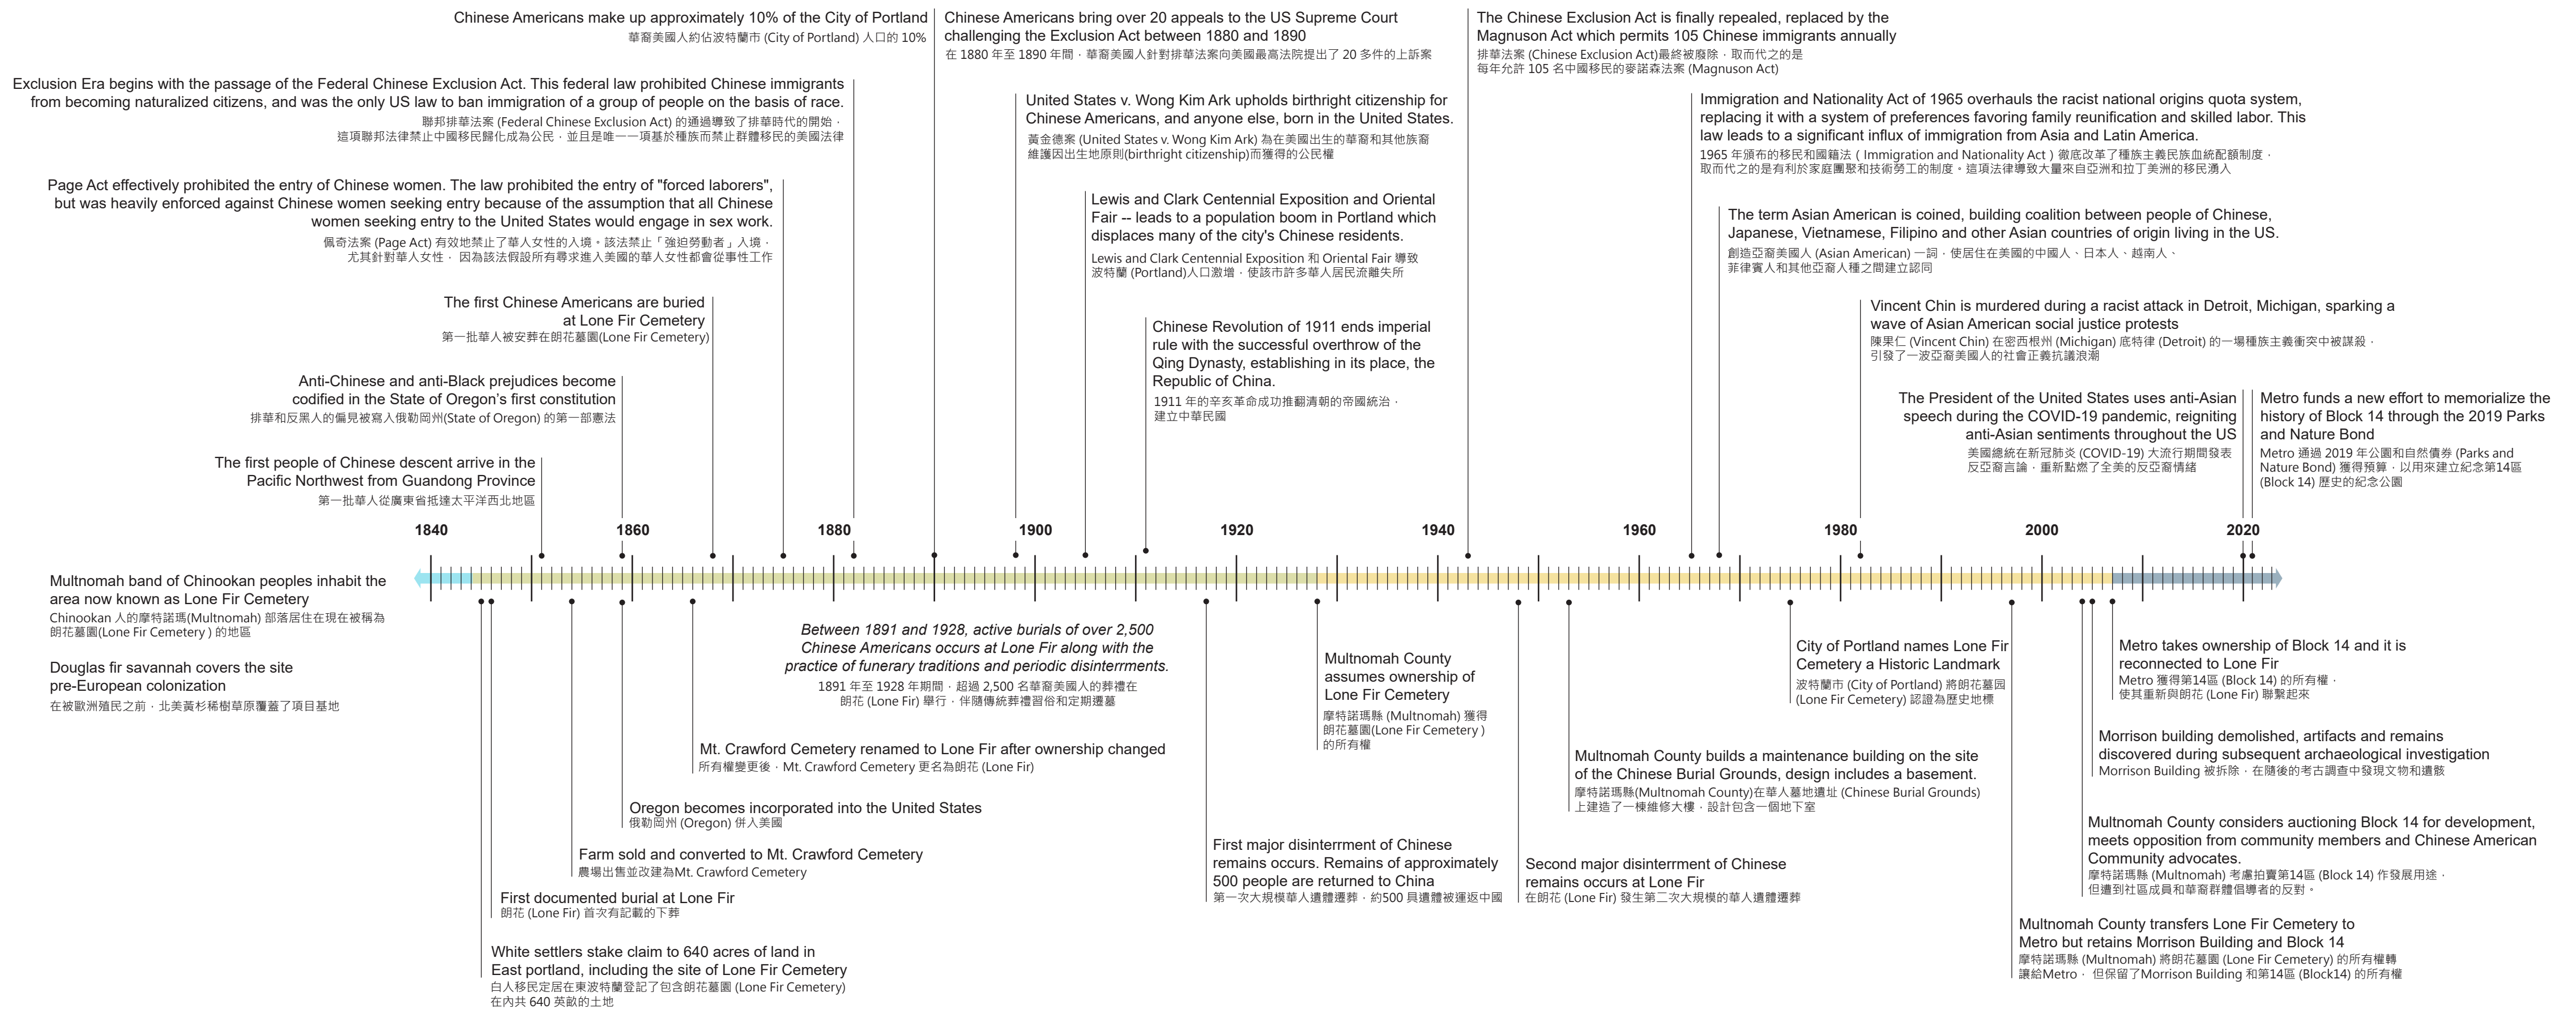 Chinese Americans make up approximately 10% of the City of Portland
華裔美國人約佔波特蘭市 (City of Portland) 人口的 10%
Exclusion Era begins with the passage of the Federal Chinese Exclusion Act. This federal law prohibited Chinese immigrants
from becoming naturalized citizens, and was the only US law to ban immigration of a group of people on the basis of race.
聯邦排華法案 (Federal Chinese Exclusion Act) 的通過導致了排華時代的開始，
這項聯邦法律禁止中國移民歸化成為公民，並且是唯一一項基於種族而禁止群體移民的美國法律
Page Act effectively prohibited the entry of Chinese women. The law prohibited the entry of "forced laborers",
but was heavily enforced against Chinese women seeking entry because of the assumption that all Chinese
women seeking entry to the United States would engage in sex work.
佩奇法案 (Page Act) 有效地禁止了華人女性的入境。該法禁止「強迫勞動者」入境，
尤其針對華人女性， 因為該法假設所有尋求進入美國的華人女性都會從事性工作
The first Chinese Americans are buried
at Lone Fir Cemetery
第一批華人被安葬在朗花墓園(Lone Fir Cemetery)
Anti-Chinese and anti-Black prejudices become
codified in the State of Oregon’s first constitution
排華和反黑人的偏見被寫入俄勒岡州(State of Oregon) 的第一部憲法
The first people of Chinese descent arrive in the
Pacific Northwest from Guandong Province
第一批華人從廣東省抵達太平洋西北地區
Chinese Americans bring over 20 appeals to the US Supreme Court
challenging the Exclusion Act between 1880 and 1890
在 1880 年至 1890 年間，華裔美國人針對排華法案向美國最高法院提出了 20 多件的上訴案
United States v. Wong Kim Ark upholds birthright citizenship for
Chinese Americans, and anyone else, born in the United States.
黃金德案 (United States v. Wong Kim Ark) 為在美國出生的華裔和其他族裔
維護因出生地原則(birthright citizenship)而獲得的公民權
Lewis and Clark Centennial Exposition and Oriental
Fair -- leads to a population boom in Portland which
displaces many of the city's Chinese residents.
Lewis and Clark Centennial Exposition 和 Oriental Fair 導致
波特蘭 (Portland)人口激增，使該市許多華人居民流離失所
Chinese Revolution of 1911 ends imperial
rule with the successful overthrow of the
Qing Dynasty, establishing in its place, the
Republic of China.
1911 年的辛亥革命成功推翻清朝的帝國統治，
建立中華民國
The Chinese Exclusion Act is finally repealed, replaced by the
Magnuson Act which permits 105 Chinese immigrants annually
排華法案 (Chinese Exclusion Act)最終被廢除，取而代之的是
每年允許 105 名中國移民的麥諾森法案 (Magnuson Act)
Immigration and Nationality Act of 1965 overhauls the racist national origins quota system,
replacing it with a system of preferences favoring family reunification and skilled labor. This
law leads to a significant influx of immigration from Asia and Latin America.
1965 年頒布的移民和國籍法 ( Immigration and Nationality Act ) 徹底改革了種族主義民族血統配額制度，
取而代之的是有利於家庭團聚和技術勞工的制度。這項法律導致大量來自亞洲和拉丁美洲的移民湧入
The term Asian American is coined, building coalition between people of Chinese,
Japanese, Vietnamese, Filipino and other Asian countries of origin living in the US.
創造亞裔美國人 (Asian American) 一詞，使居住在美國的中國人、日本人、越南人、
菲律賓人和其他亞裔人種之間建立認同
Vincent Chin is murdered during a racist attack in Detroit, Michigan, sparking a
wave of Asian American social justice protests
陳果仁 (Vincent Chin) 在密西根州 (Michigan) 底特律 (Detroit) 的一場種族主義衝突中被謀殺，
引發了一波亞裔美國人的社會正義抗議浪潮
The President of the United States uses anti-Asian
speech during the COVID-19 pandemic, reigniting
anti-Asian sentiments throughout the US
美國總統在新冠肺炎 (COVID-19) 大流行期間發表
反亞裔言論，重新點燃了全美的反亞裔情緒
Metro funds a new effort to memorialize the
history of Block 14 through the 2019 Parks
and Nature Bond
Metro 通過 2019 年公園和自然債券 (Parks and
Nature Bond) 獲得預算，以用來建立紀念第14區
(Block 14) 歷史的紀念公園
1840 1860 1880 1900 1920 1940 1960 1980 2000 2020
Multnomah band of Chinookan peoples inhabit the
area now known as Lone Fir Cemetery
Chinookan 人的摩特諾瑪(Multnomah) 部落居住在現在被稱為
朗花墓園(Lone Fir Cemetery ) 的地區
Douglas fir savannah covers the site
pre-European colonization
在被歐洲殖民之前，北美黃杉稀樹草原覆蓋了項目基地
Between 1891 and 1928, active burials of over 2,500
Chinese Americans occurs at Lone Fir along with the
practice of funerary traditions and periodic disinterrments.
1891 年至 1928 年期間，超過 2,500 名華裔美國人的葬禮在
朗花 (Lone Fir) 舉行，伴隨傳統葬禮習俗和定期遷墓
Mt. Crawford Cemetery renamed to Lone Fir after ownership changed
所有權變更後，Mt. Crawford Cemetery 更名為朗花 (Lone Fir)
Oregon becomes incorporated into the United States
俄勒岡州 (Oregon) 併入美國
Farm sold and converted to Mt. Crawford Cemetery
農場出售並改建為Mt. Crawford Cemetery
First documented burial at Lone Fir
朗花 (Lone Fir) 首次有記載的下葬
White settlers stake claim to 640 acres of land in
East portland, including the site of Lone Fir Cemetery
白人移民定居在東波特蘭登記了包含朗花墓園 (Lone Fir Cemetery)
在內共 640 英畝的土地
Multnomah County
assumes ownership of
Lone Fir Cemetery
摩特諾瑪縣 (Multnomah) 獲得
朗花墓園(Lone Fir Cemetery )
的所有權
First major disinterrment of Chinese
remains occurs. Remains of approximately
500 people are returned to China
第一次大規模華人遺體遷葬，約500 具遺體被運返中國
Second major disinterrment of Chinese
remains occurs at Lone Fir
在朗花 (Lone Fir) 發生第二次大規模的華人遺體遷葬
Multnomah County builds a maintenance building on the site
of the Chinese Burial Grounds, design includes a basement.
摩特諾瑪縣(Multnomah County)在華人墓地遺址 (Chinese Burial Grounds)
上建造了一棟維修大樓，設計包含一個地下室
City of Portland names Lone Fir
Cemetery a Historic Landmark
波特蘭市 (City of Portland) 將朗花墓园
(Lone Fir Cemetery) 認證為歷史地標
Metro takes ownership of Block 14 and it is
reconnected to Lone Fir
Metro 獲得第14區 (Block 14) 的所有權，
使其重新與朗花 (Lone Fir) 聯繫起來
Morrison building demolished, artifacts and remains
discovered during subsequent archaeological investigation
Morrison Building 被拆除，在隨後的考古調查中發現文物和遺骸
Multnomah County considers auctioning Block 14 for development,
meets opposition from community members and Chinese American
Community advocates.
摩特諾瑪縣 (Multnomah) 考慮拍賣第14區 (Block 14) 作發展用途，
但遭到社區成員和華裔群體倡導者的反對。
Multnomah County transfers Lone Fir Cemetery to
Metro but retains Morrison Building and Block 14
摩特諾瑪縣 (Multnomah) 將朗花墓園 (Lone Fir Cemetery) 的所有權轉
讓給Metro， 但保留了Morrison Building 和第14區 (Block14) 的所有權